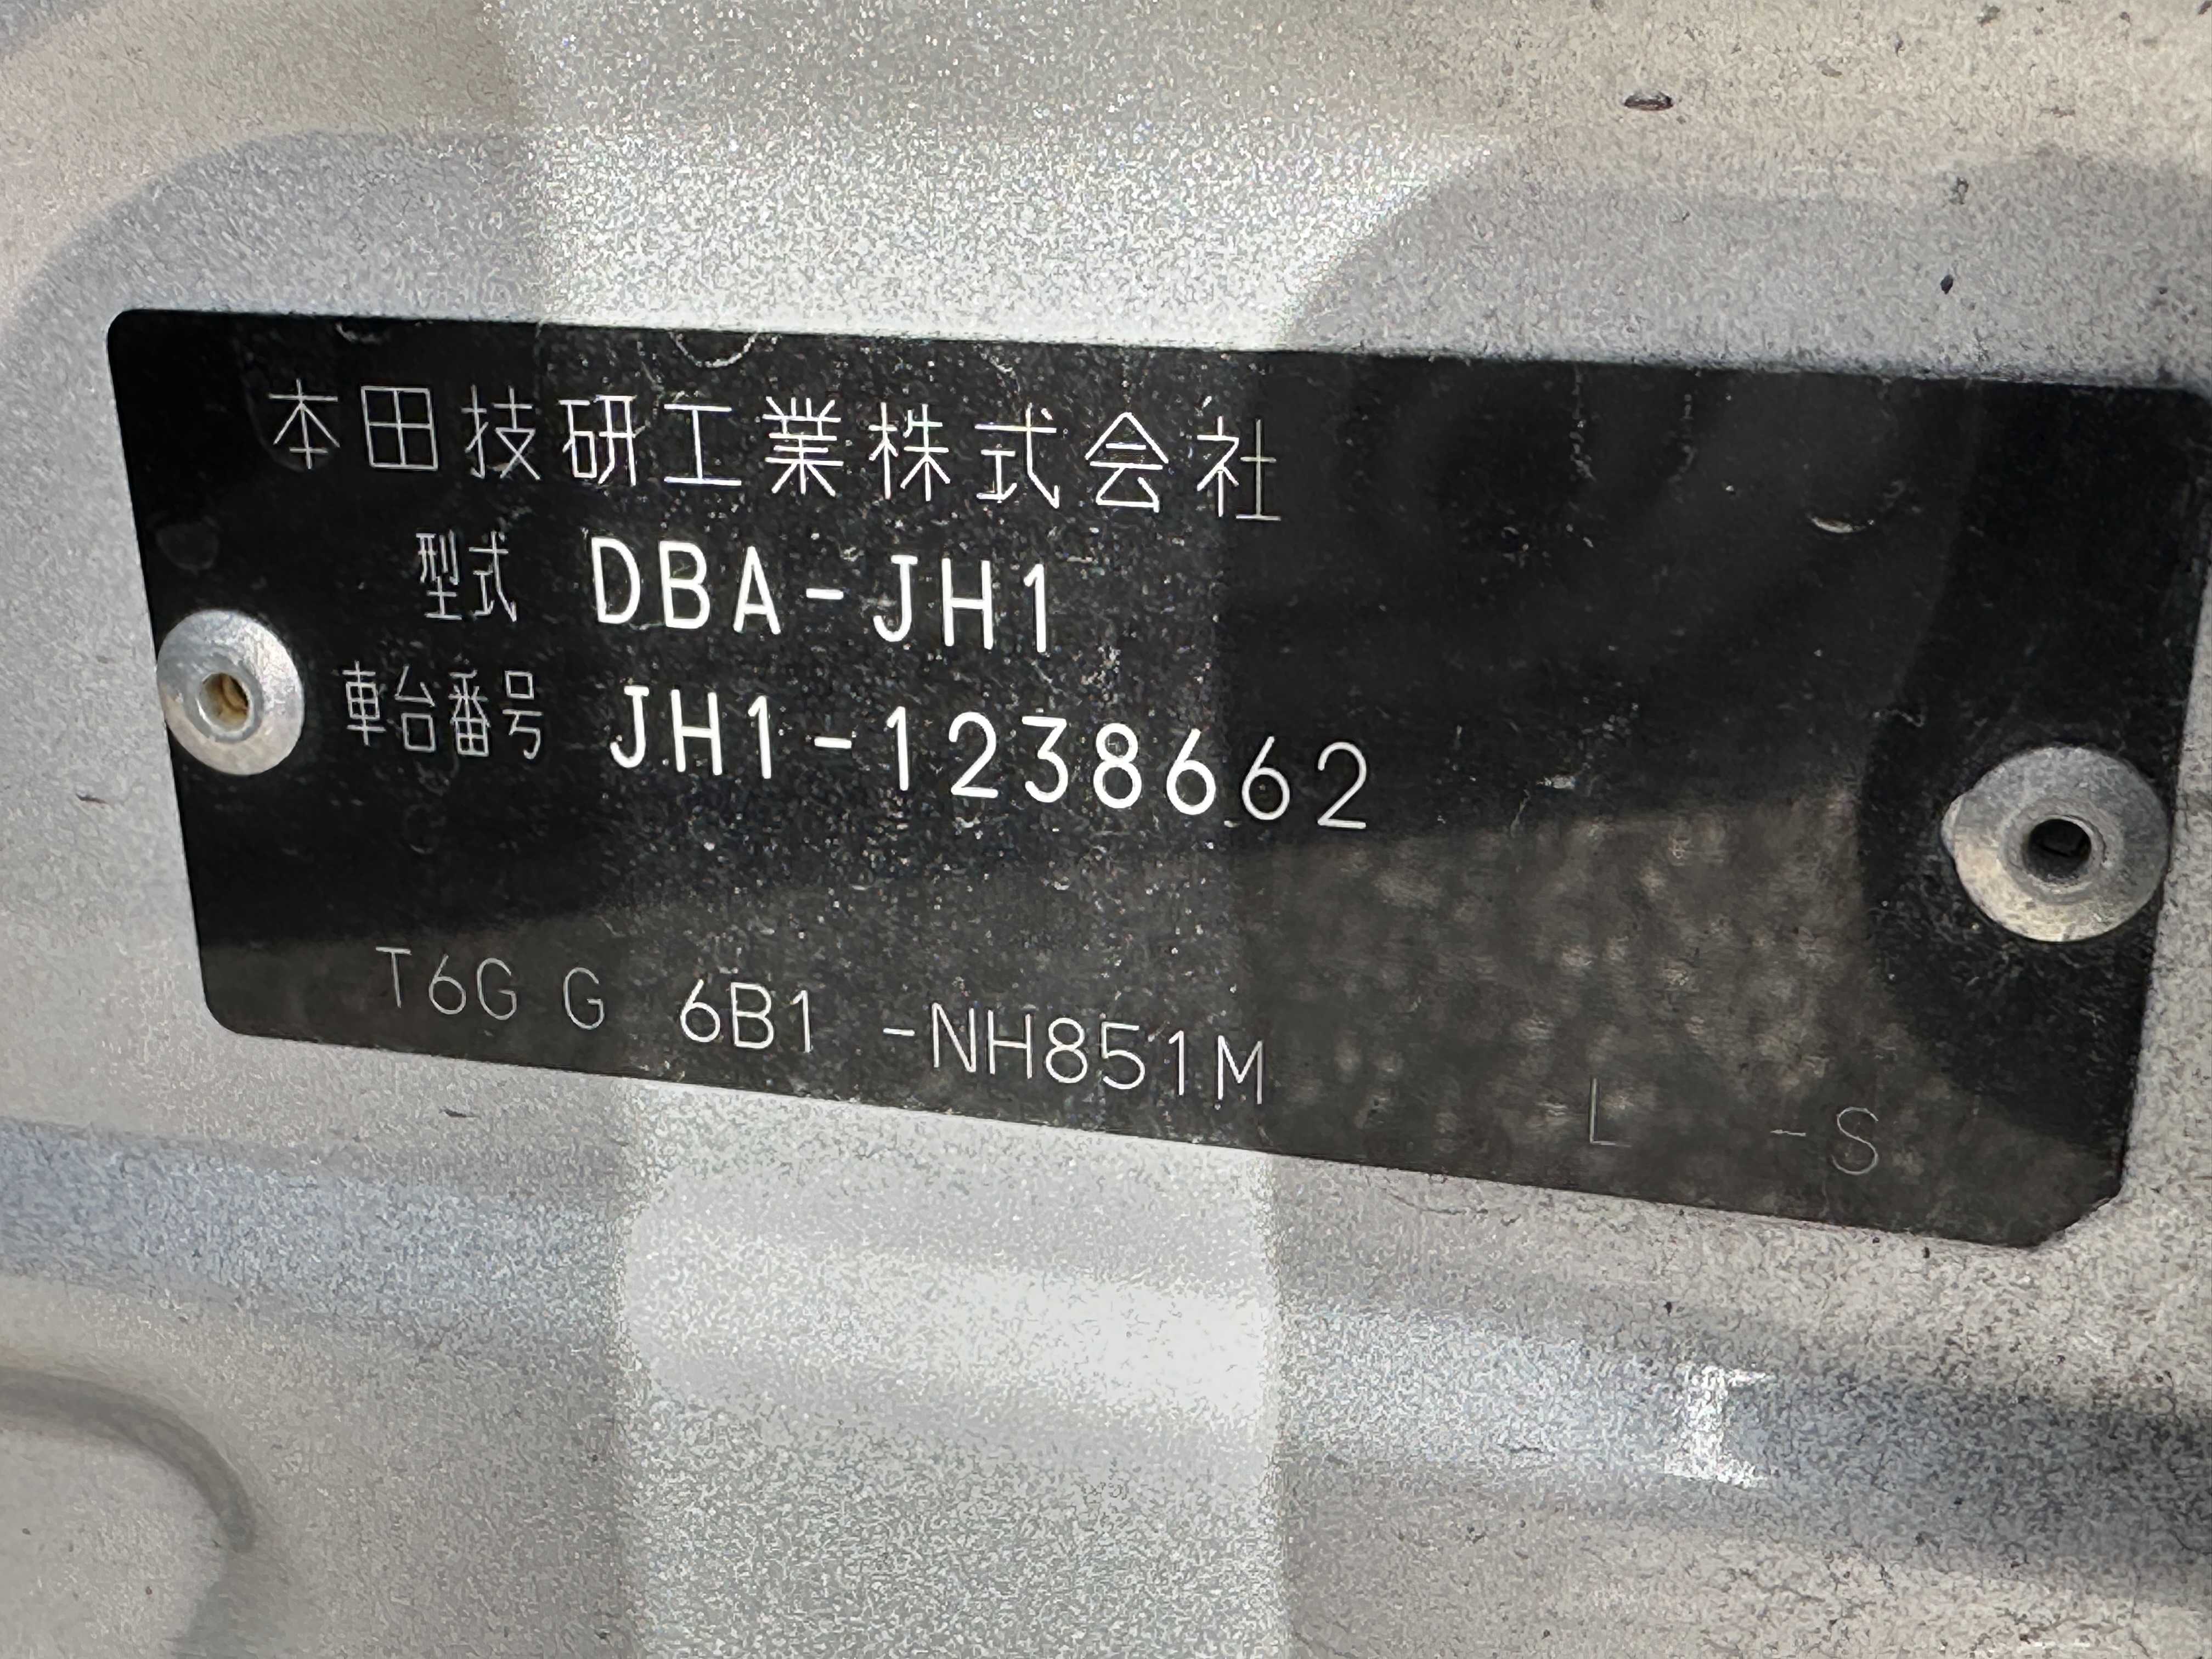 本田技研工業株式会社
型式 DBA-JH1
車台番号 JH1-1238662
T6G G 6B1 -NH851M L -S